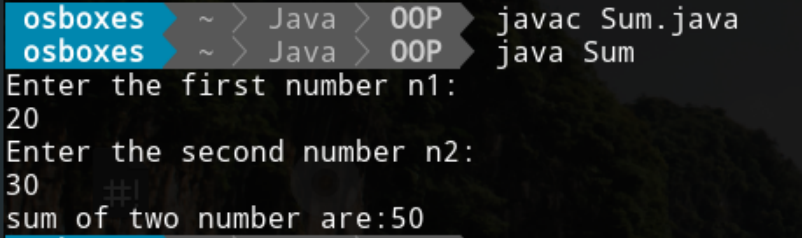 osboxes ~ Java OOP javac Sum.java
osboxes ~ Java OOP java Sum
Enter the first number n1:
20
Enter the second number n2:
30
sum of two number are:50